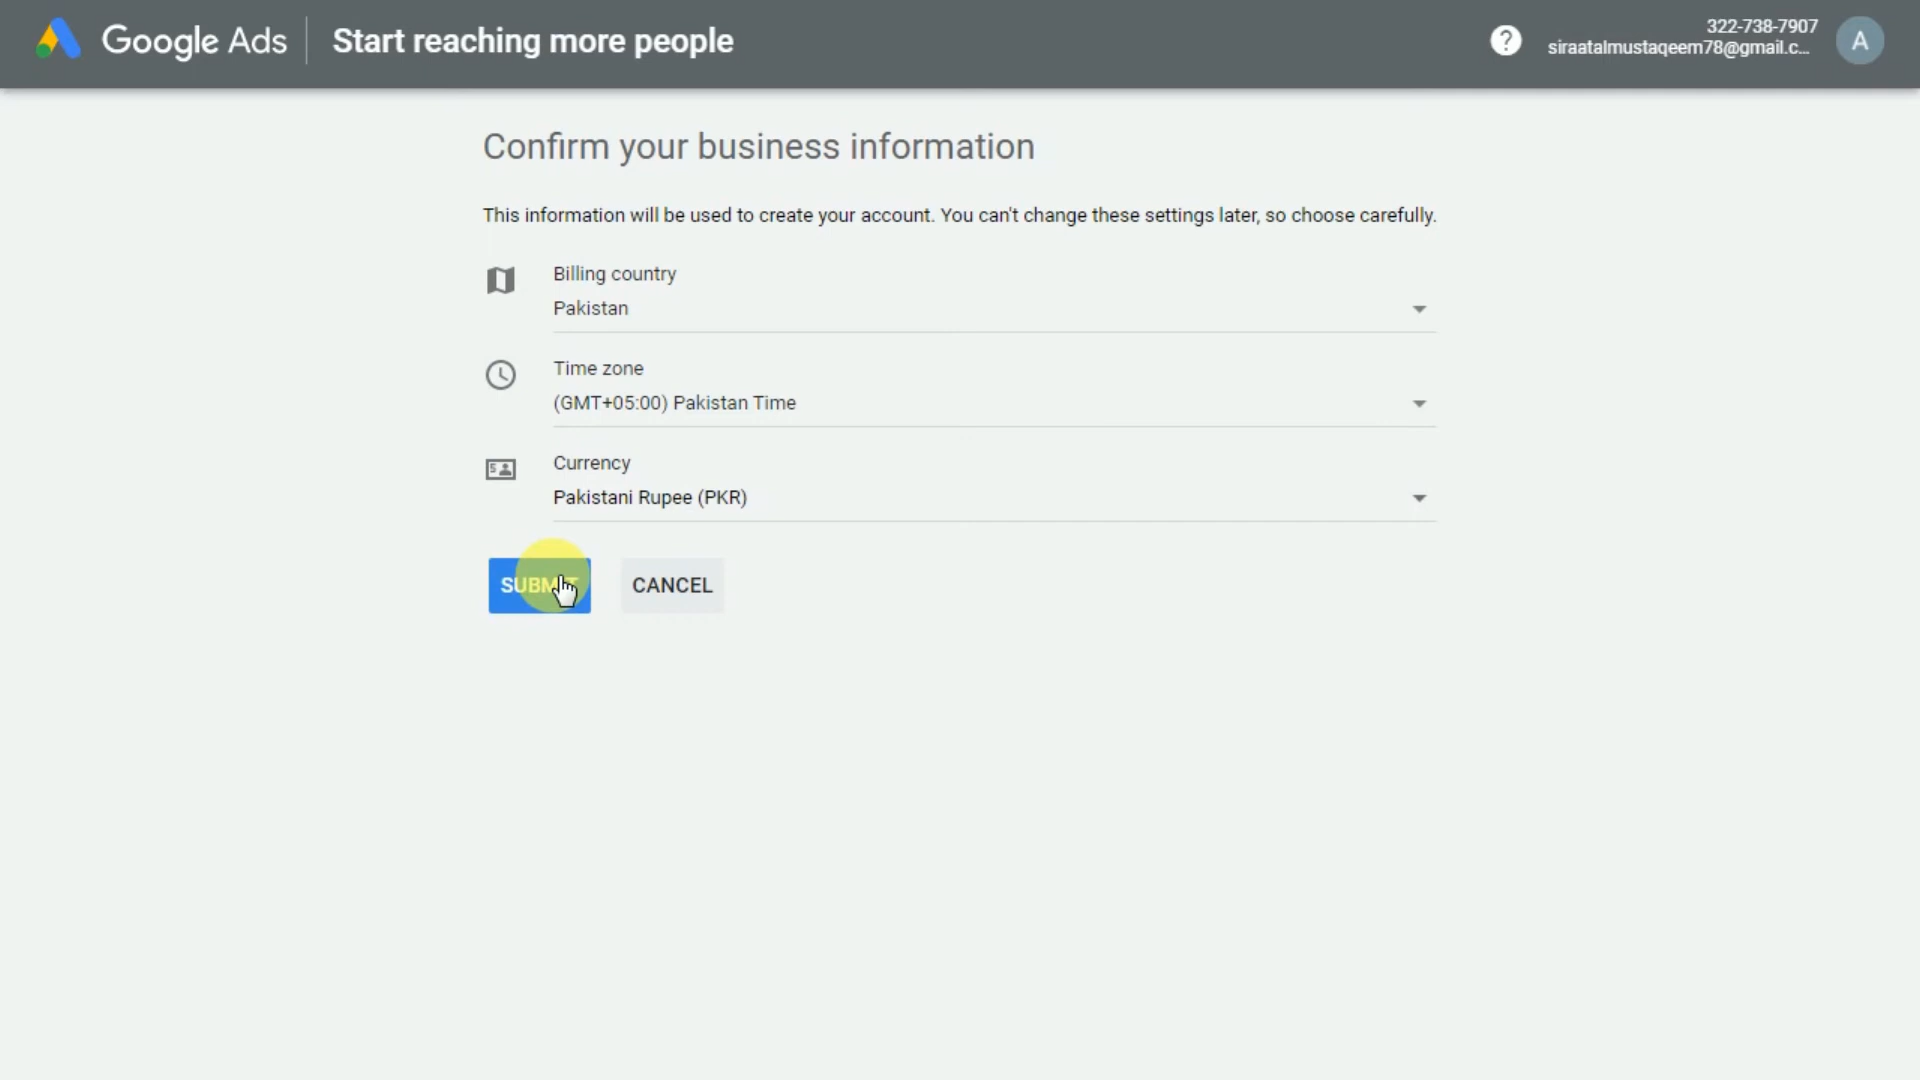 Google Ads
Start reaching more people
?
322-738-7907
siraatalmustaqeem78@gmail.c...
A
Confirm your business information
This information will be used to create your account. You can't change these settings later, so choose carefully.
Billing country
Pakistan
Time zone
(GMT+05:00) Pakistan Time
Currency
Pakistani Rupee (PKR)
SUBMIT
CANCEL